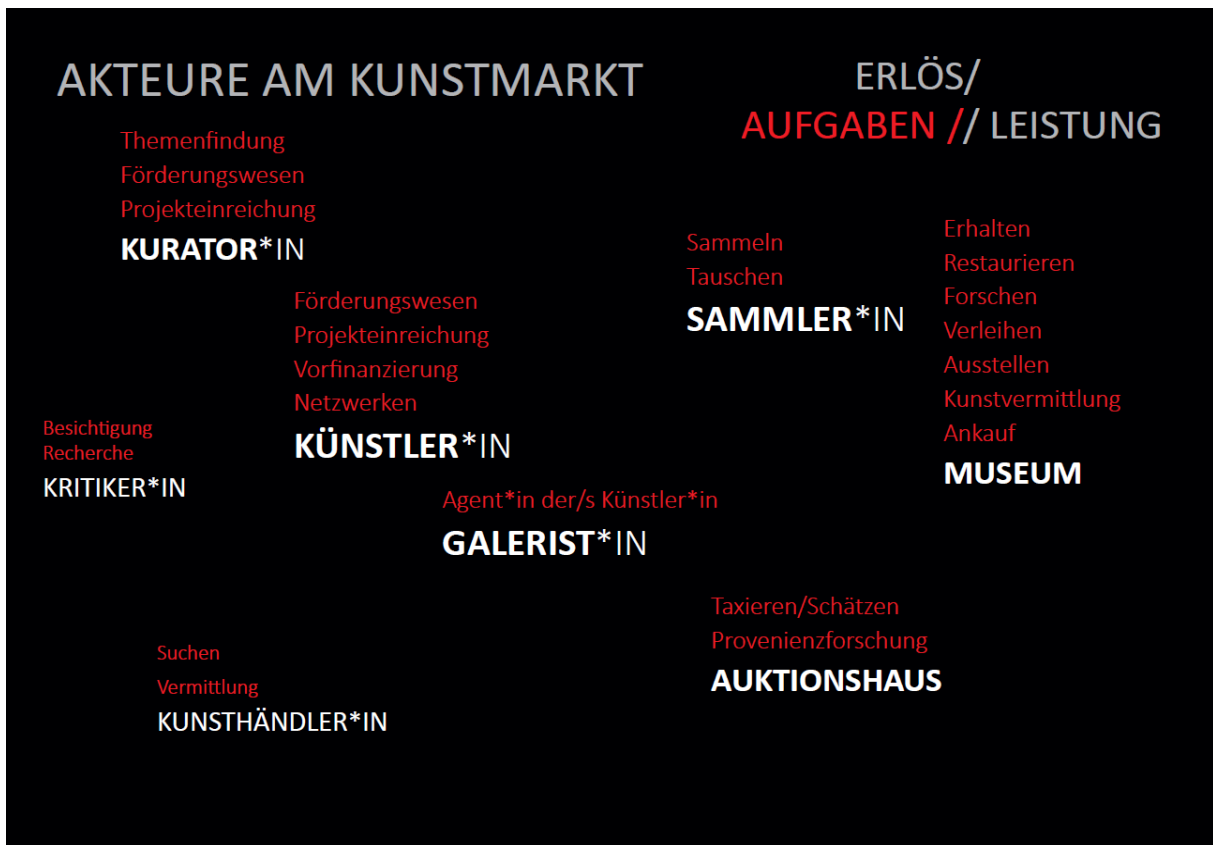 AKTEURE AM KUNSTMARKT
ERLÖS/
AUFGABEN // LEISTUNG
Themenfindung
Förderungswesen
Projekteinreichung
KURATOR*IN
Förderungswesen
Projekteinreichung
Vorfinanzierung
Netzwerken
KÜNSTLER*IN
Sammeln
Tauschen
SAMMLER*IN
Erhalten
Restaurieren
Forschen
Verleihen
Ausstellen
Kunstvermittlung
Ankauf
MUSEUM
Besichtigung
Recherche
KRITIKER*IN
Agent*in der/s Künstler*in
GALERIST*IN
Taxieren/Schätzen
Provenienzforschung
AUKTIONSHAUS
Suchen
Vermittlung
KUNSTHÄNDLER*IN